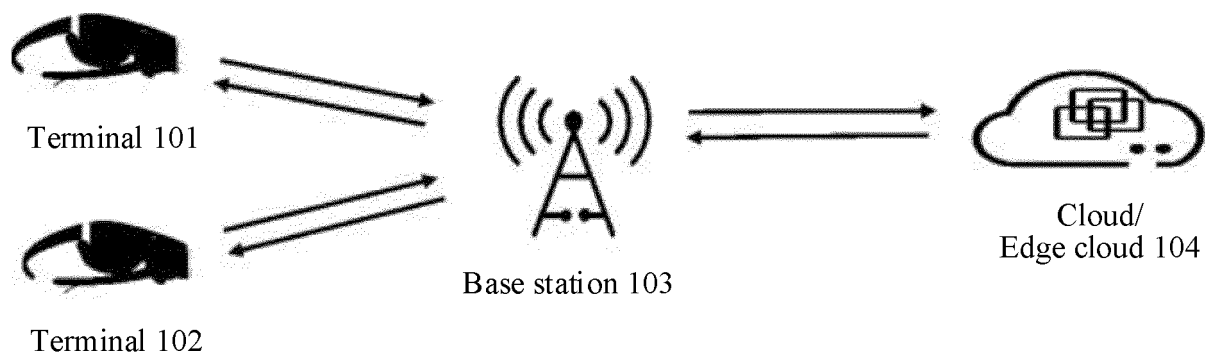 Terminal 101
Terminal 102
Base station 103
Cloud/
Edge cloud 104